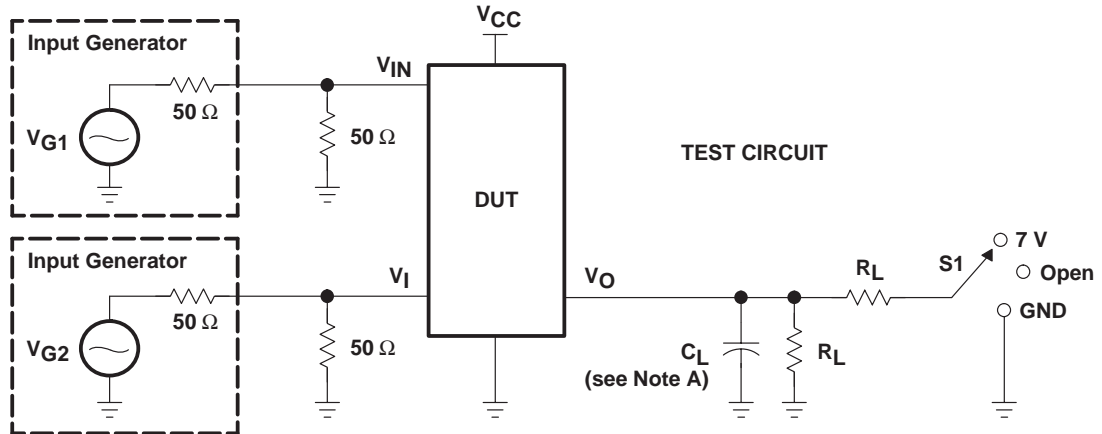 Input Generator
VG1
50 Ω
50 Ω
VIN
VCC
DUT
TEST CIRCUIT
Input Generator
VG2
50 Ω
50 Ω
VI
VO
CL
(see Note A)
RL
RL
S1
7 V
Open
GND